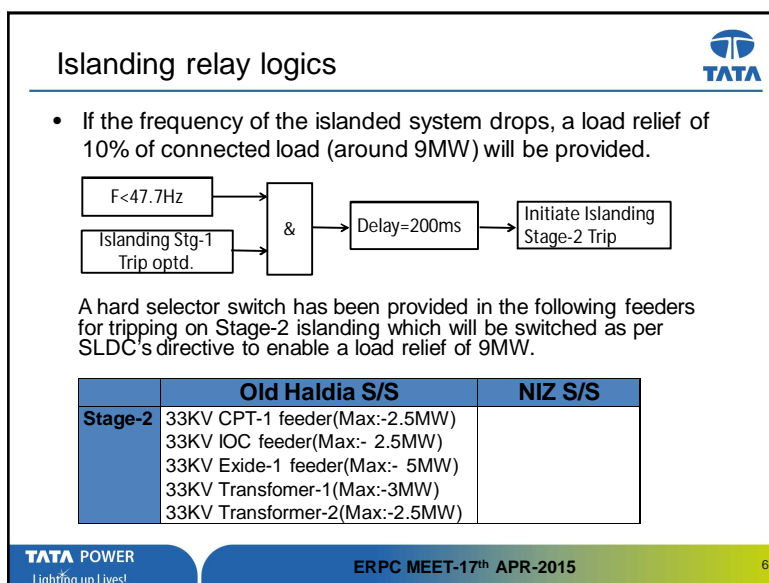 Islanding relay logics
TATA
• If the frequency of the islanded system drops, a load relief of
10% of connected load (around 9MW) will be provided.
F<47.7Hz
Islanding Stg-1
Trip optd.
&
Delay=200ms
Initiate Islanding
Stage-2 Trip
A hard selector switch has been provided in the following feeders
for tripping on Stage-2 islanding which will be switched as per
SLDC's directive to enable a load relief of 9MW.
Old Haldia S/S NIZ S/S
Stage-2 33KV CPT-1 feeder(Max:-2.5MW)
33KV IOC feeder(Max:- 2.5MW)
33KV Exide-1 feeder(Max:- 5MW)
33KV Transfomer-1(Max:-3MW)
33KV Transformer-2(Max:-2.5MW)
TATA POWER
Lighting up Lives!
ERPC MEET-17th APR-2015
6